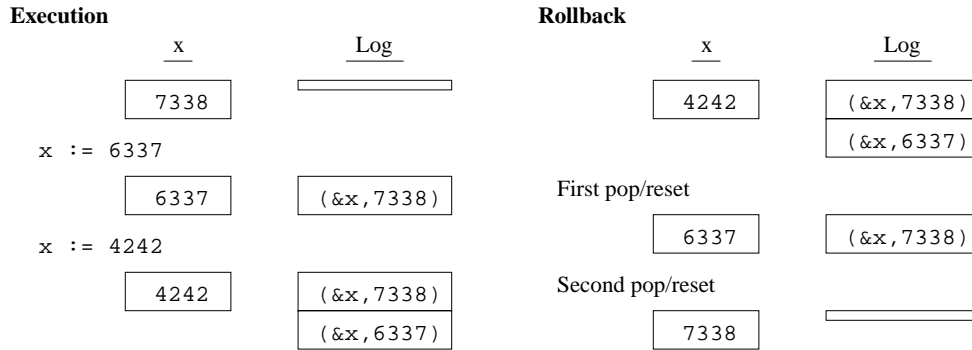 Execution
x Log
7338
x := 6337
6337 (&x,7338)
x := 4242
4242 (&x,7338)
(&x,6337)
Rollback
x Log
4242 (&x,7338)
(&x,6337)
First pop/reset
6337 (&x,7338)
Second pop/reset
7338